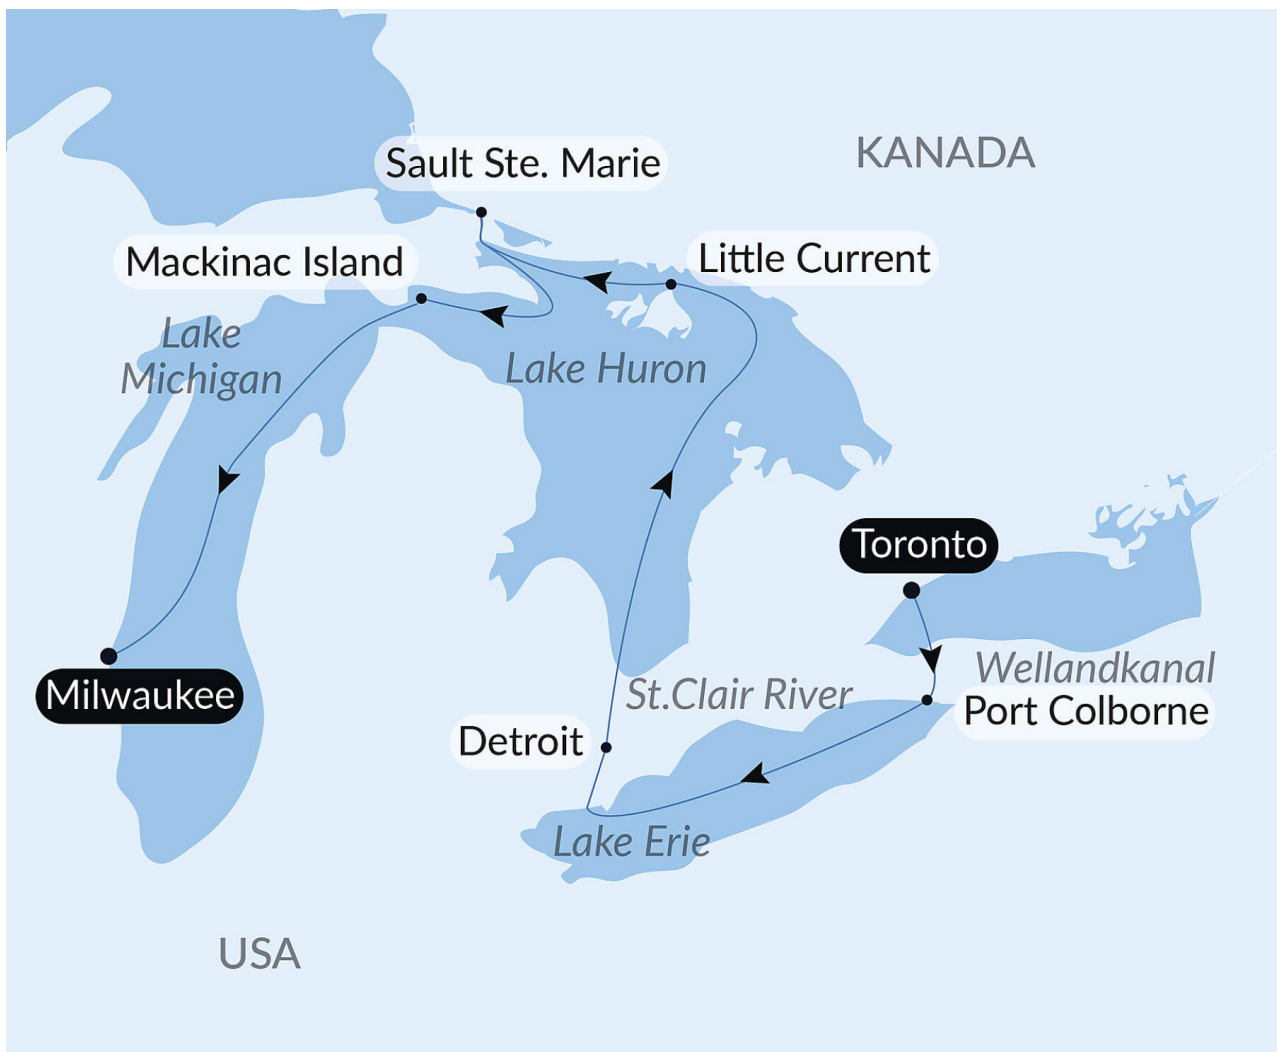 KANADA
Sault Ste. Marie
Little Current
Mackinac Island
Lake
Michigan
Lake Huron
Toronto
Wellandkanal
Port Colborne
St.Clair River
Milwaukee
Detroit
Lake Erie
USA